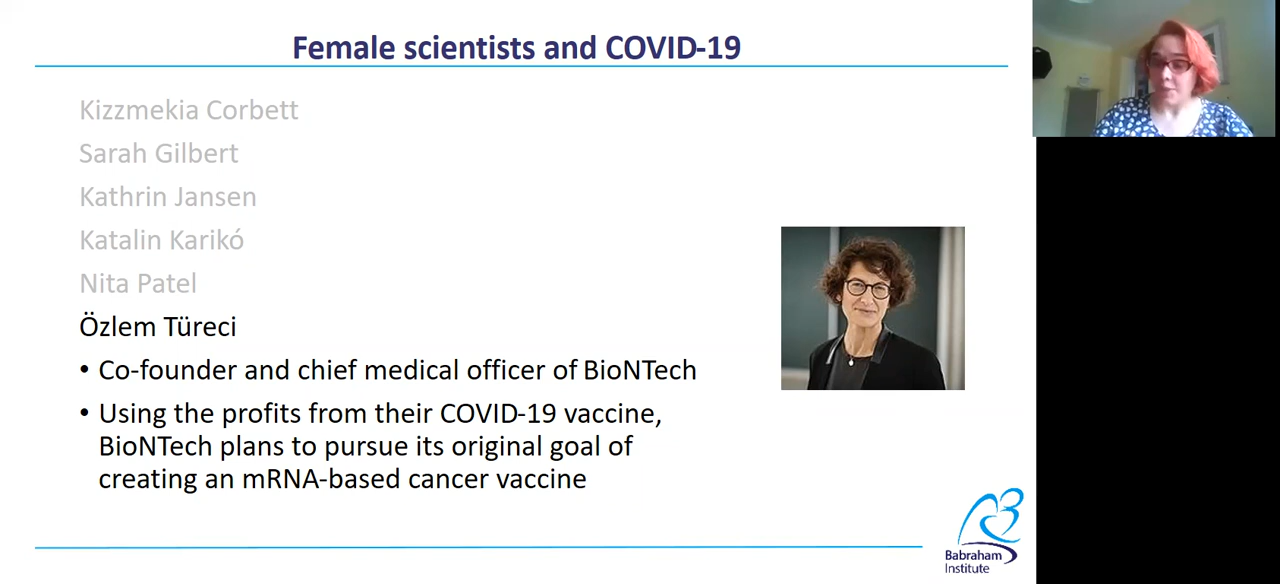 Female scientists and COVID-19
Kizzmekia Corbett
Sarah Gilbert
Kathrin Jansen
Katalin Karikó
Nita Patel
Özlem Türeci
• Co-founder and chief medical officer of BioNTech
• Using the profits from their COVID-19 vaccine,
BioNTech plans to pursue its original goal of
creating an mRNA-based cancer vaccine
Babraham
Institute